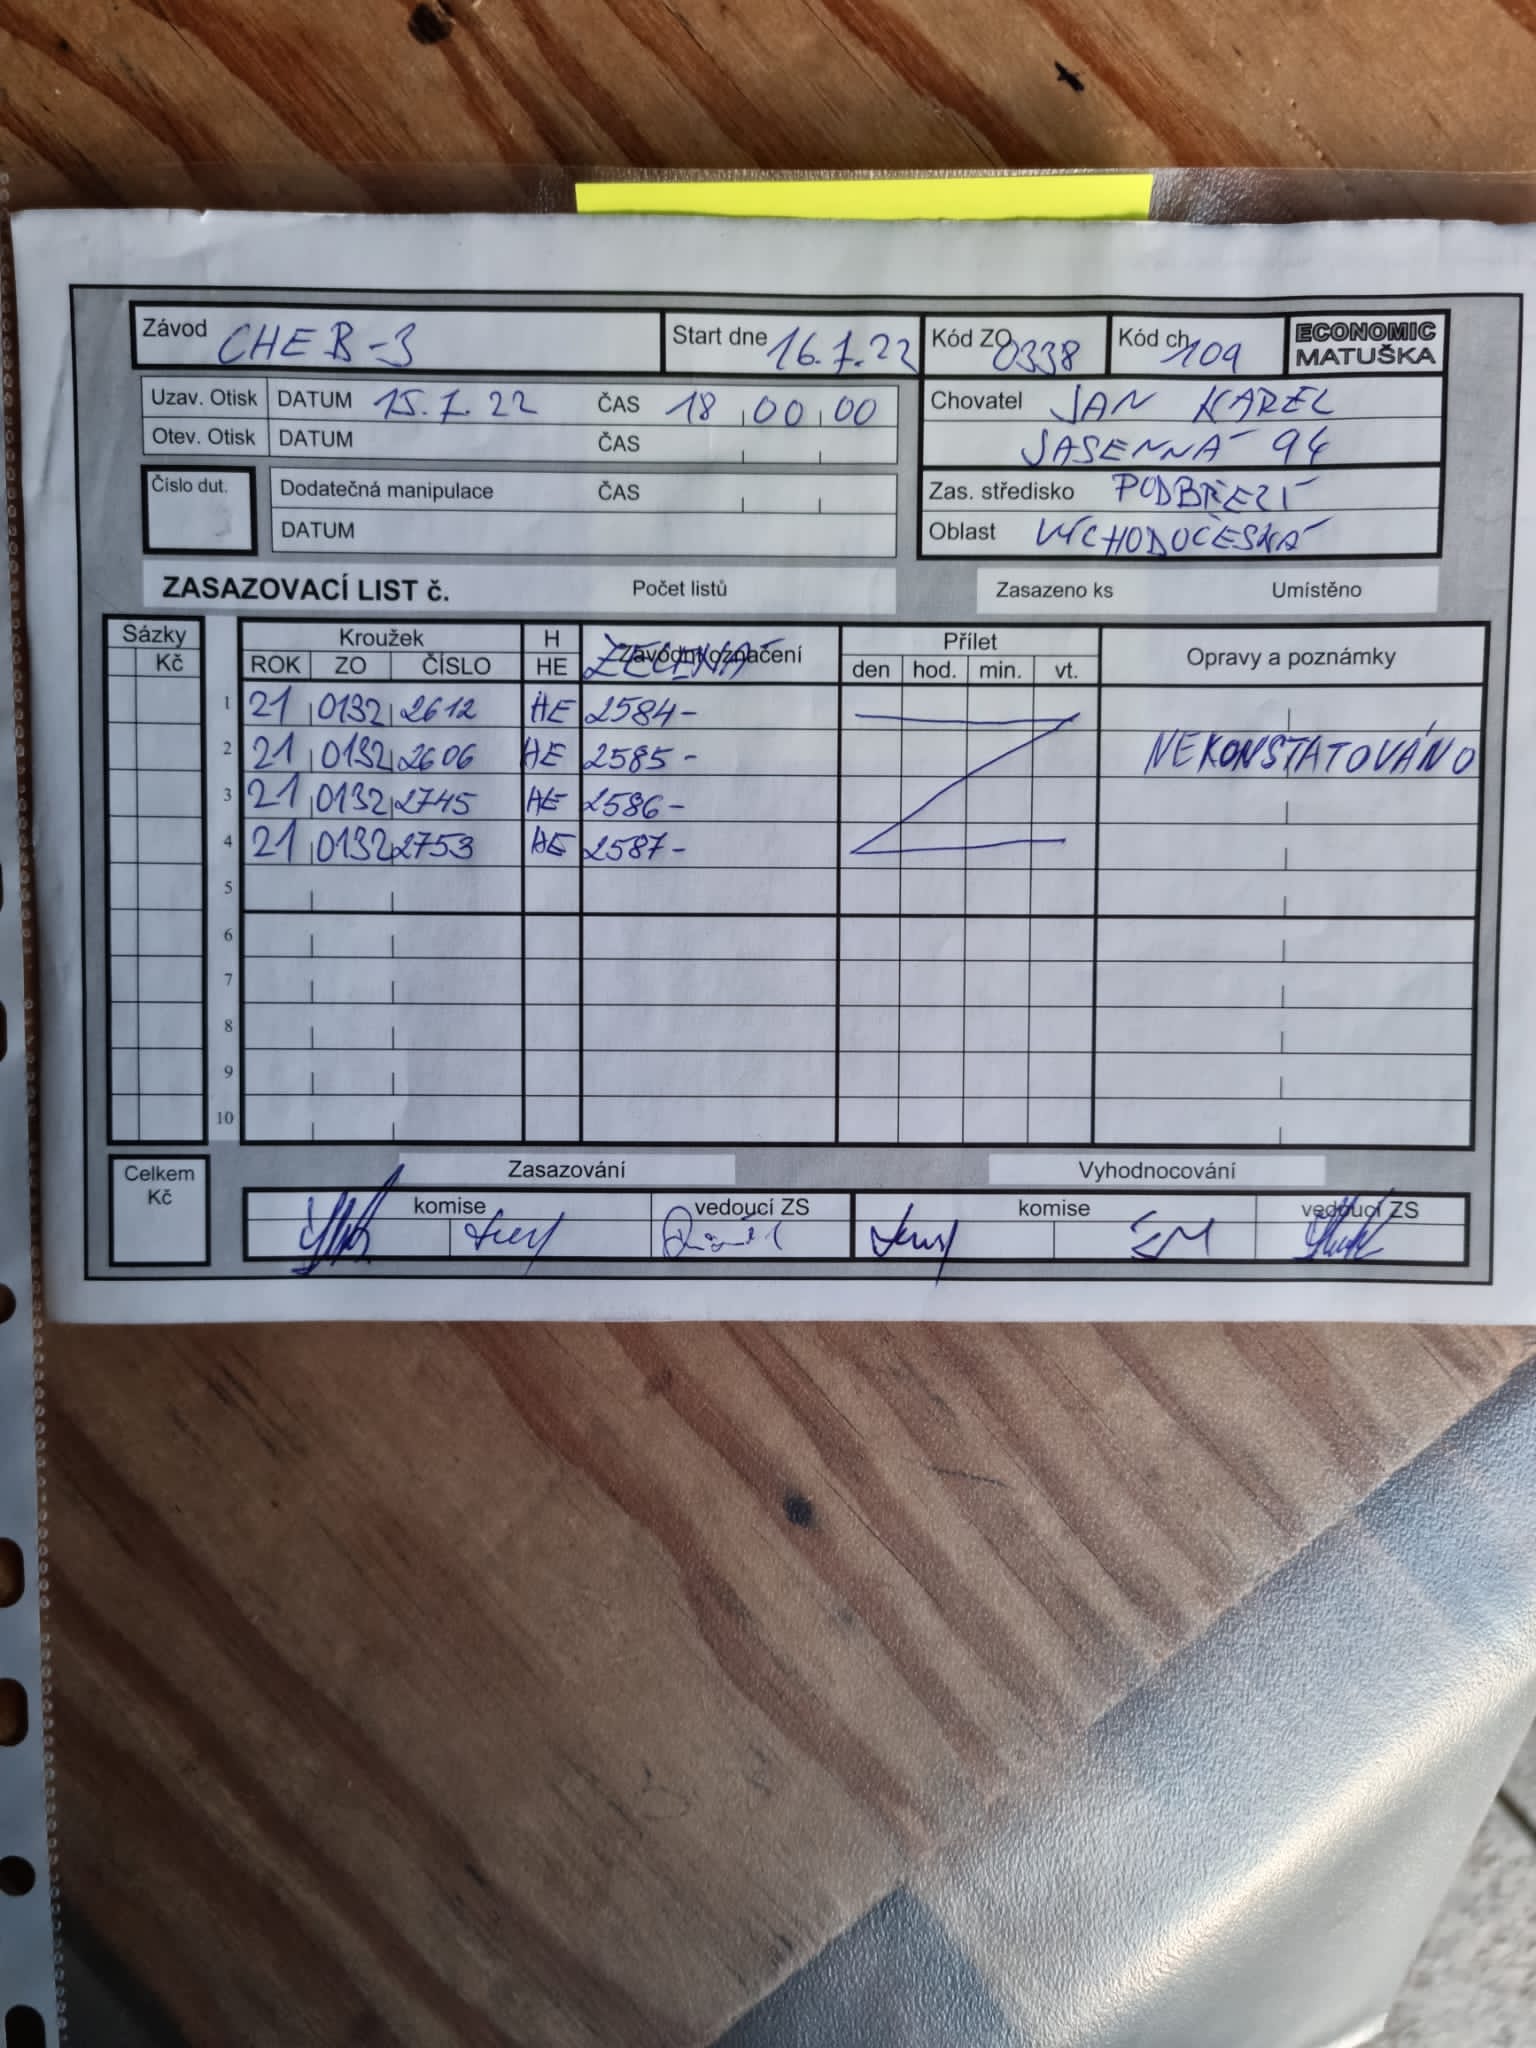 Závod CHEB-3 Start dne 16.7.22 Kód ZO 0338 Kód ch. 109 ECONOMIC MATUŠKA
Uzav. Otisk DATUM 15.7.22 ČAS 18 00 00 Chovatel JAN KAREL
Otev. Otisk DATUM ČAS JASENNÁ 94
Číslo dut. Dodatečná manipulace ČAS Zas. středisko PODBŘEZÍ
DATUM Oblast VÝCHODOČESKÁ
ZASAZOVACÍ LIST č. Počet listů Zasazeno ks Umístěno
Sázky Kroužek H Závodní označení Přílet Opravy a poznámky
Kč ROK ZO ČÍSLO HE ZELENÁ den hod. min. vt.
1 21 0132 2612 HE 2584-
2 21 0132 2606 HE 2585- NEKONSTATOVÁNO
3 21 0132 2745 HE 2586-
4 21 0132 2753 HE 2587-
5
6
7
8
9
10
Celkem Kč Zasazování Vyhodnocování
komise vedoucí ZS komise vedoucí ZS